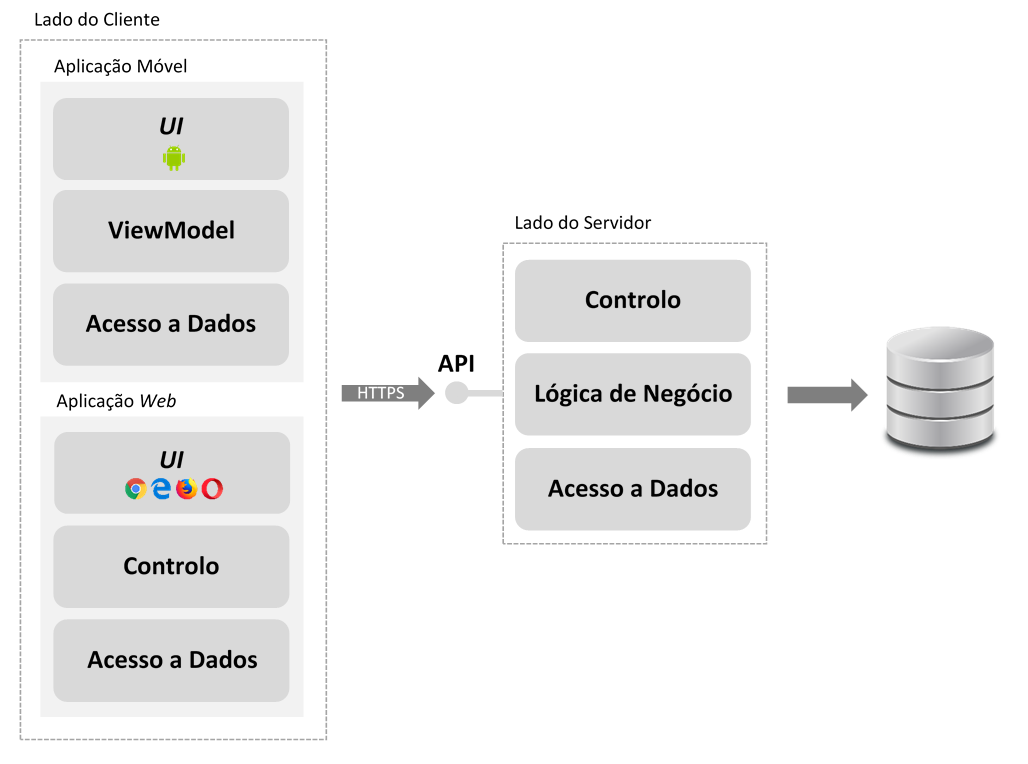 Lado do Cliente
Aplicação Móvel
UI
ViewModel
Acesso a Dados
Aplicação Web
UI
Controlo
Acesso a Dados
HTTPS
API
Lado do Servidor
Controlo
Lógica de Negócio
Acesso a Dados